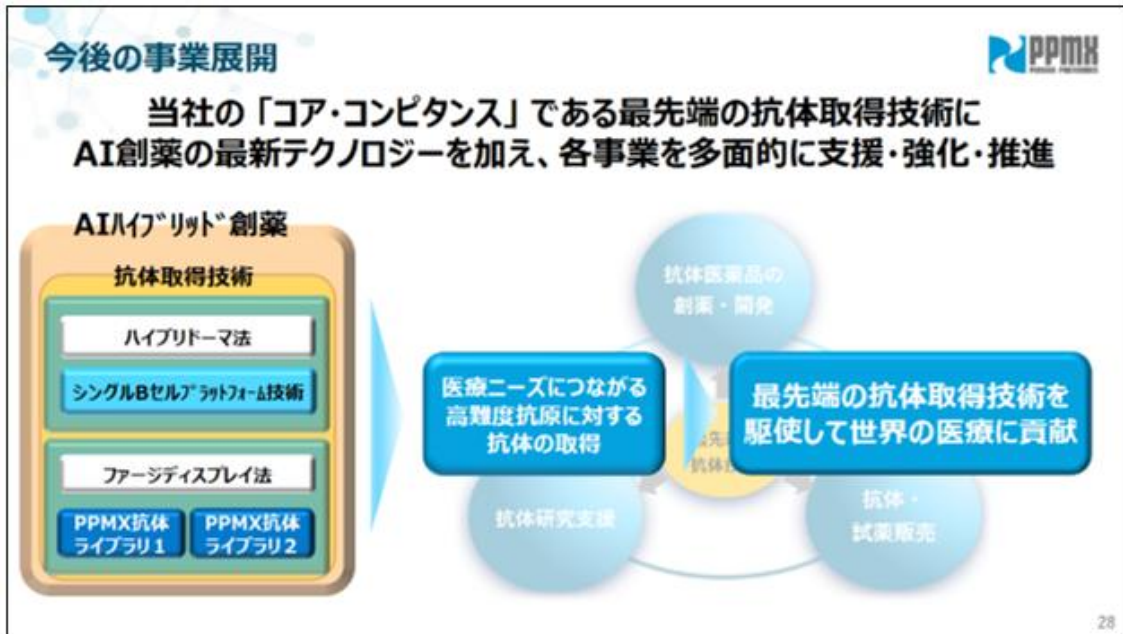 今後の事業展開
PPMX
当社の「コア・コンピタンス」である最先端の抗体取得技術に
AI創薬の最新テクノロジーを加え、各事業を多面的に支援・強化・推進
AIﾊｲﾌﾞﾘｯﾄﾞ創薬
抗体取得技術
ハイブリドーマ法
シングルBセルﾌﾟﾗｯﾄﾌｫｰﾑ技術
ファージディスプレイ法
PPMX抗体
ライブラリ１
PPMX抗体
ライブラリ２
抗体医薬品の
創薬・開発
医療ニーズにつながる
高難度抗原に対する
抗体の取得
最先端の抗体取得技術を
駆使して世界の医療に貢献
抗体研究支援
抗体・
試薬販売
28